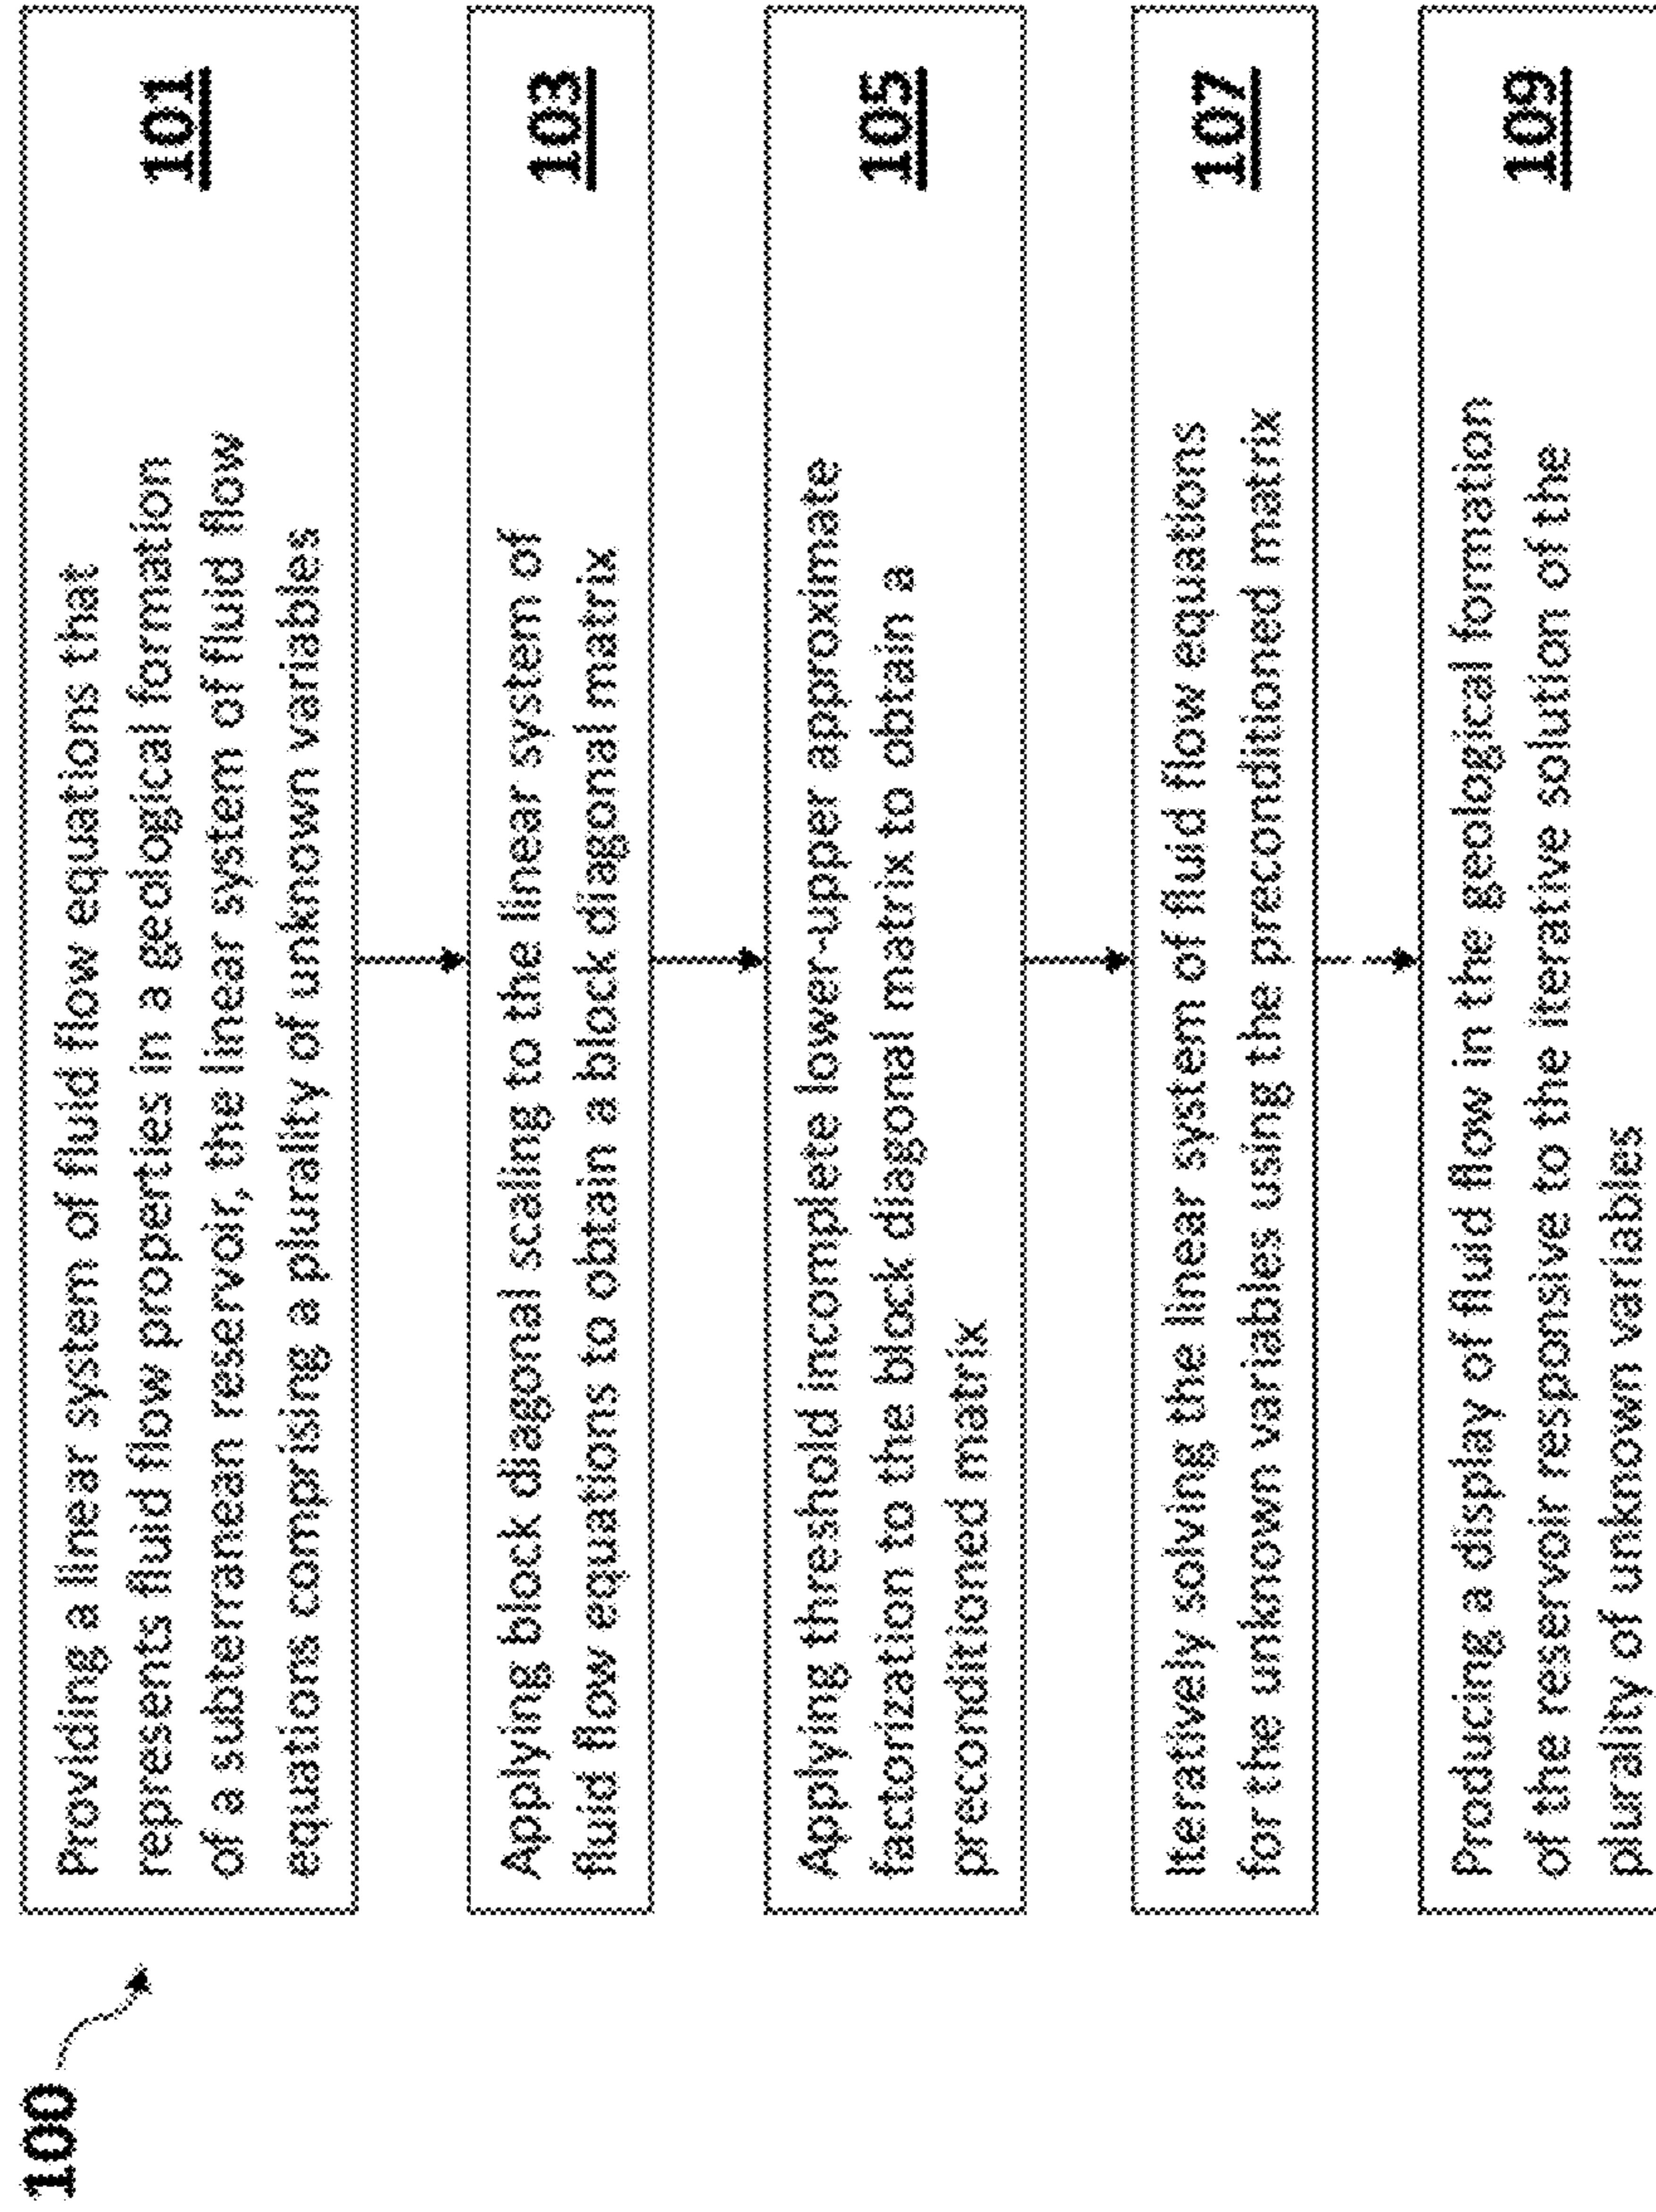 100
Providing a linear system of fluid flow equations that
represents fluid flow properties in a geological formation
of a subterranean reservoir, the linear system of fluid flow
equations comprising a plurality of unknown variables
101
Applying block diagonal scaling to the linear system of
fluid flow equations to obtain a block diagonal matrix
103
Applying threshold incomplete lower-upper approximate
factorization to the block diagonal matrix to obtain a
preconditioned matrix
105
Iteratively solving the linear system of fluid flow equations
for the unknown variables using the preconditioned matrix
107
Producing a display of fluid flow in the geological formation
of the reservoir responsive to the iterative solution of the
plurality of unknown variables
109